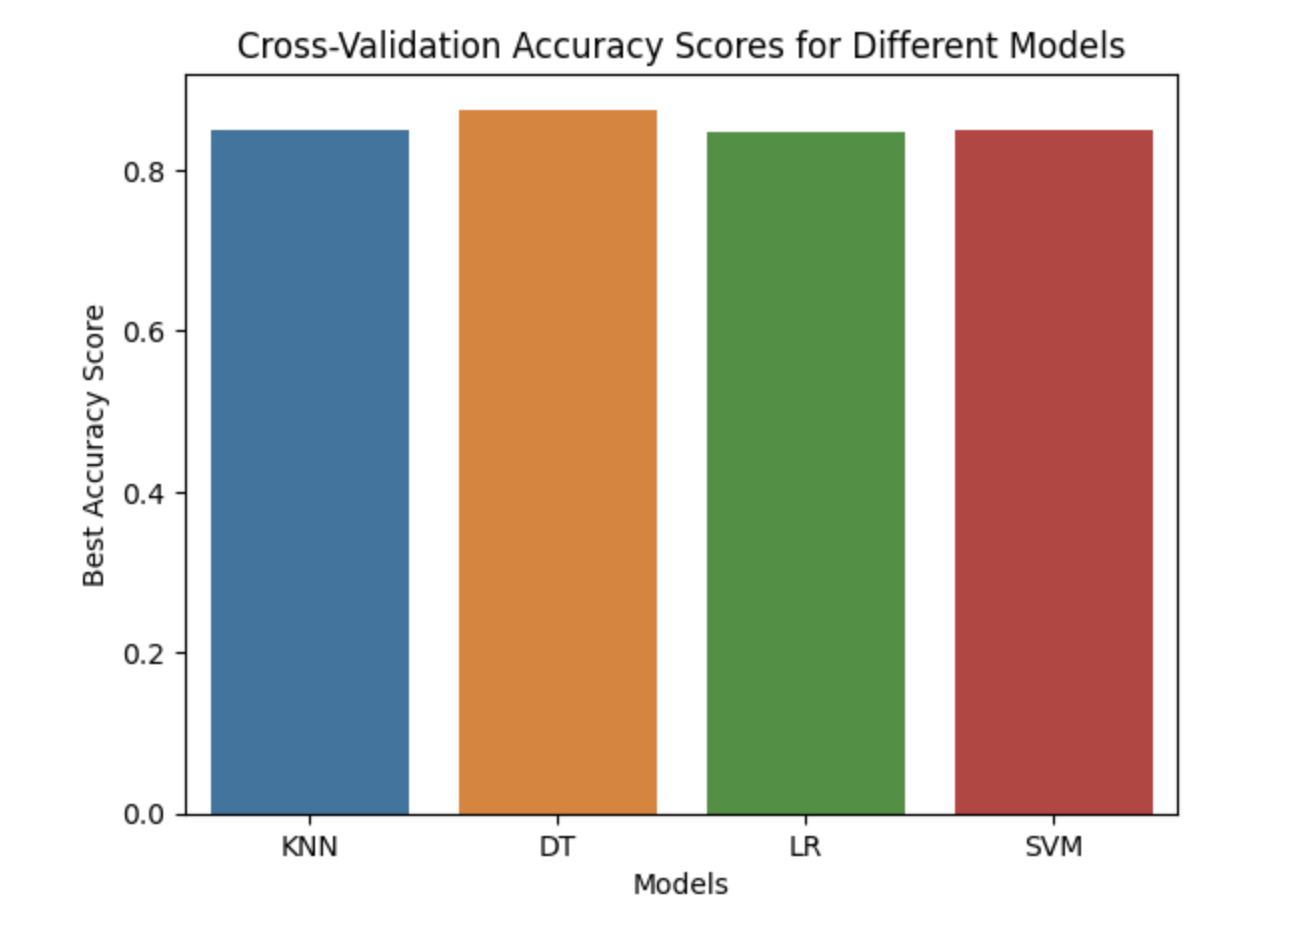 Cross-Validation Accuracy Scores for Different Models
Best Accuracy Score
0.8
0.6
0.4
0.2
0.0
KNN DT LR SVM
Models